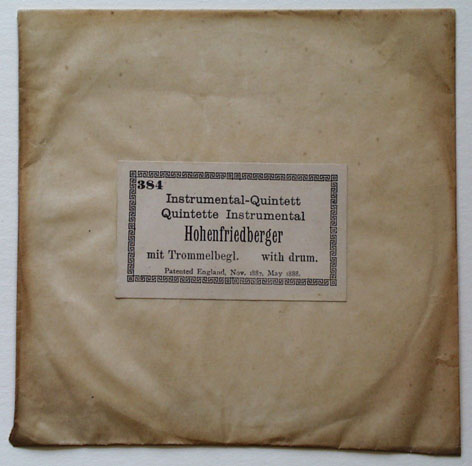 384
Instrumental-Quintett
Quintette Instrumental
Hohenfriedberger
mit Trommelbegl. with drum.
Patented England, Nov. 1887, May 1888.